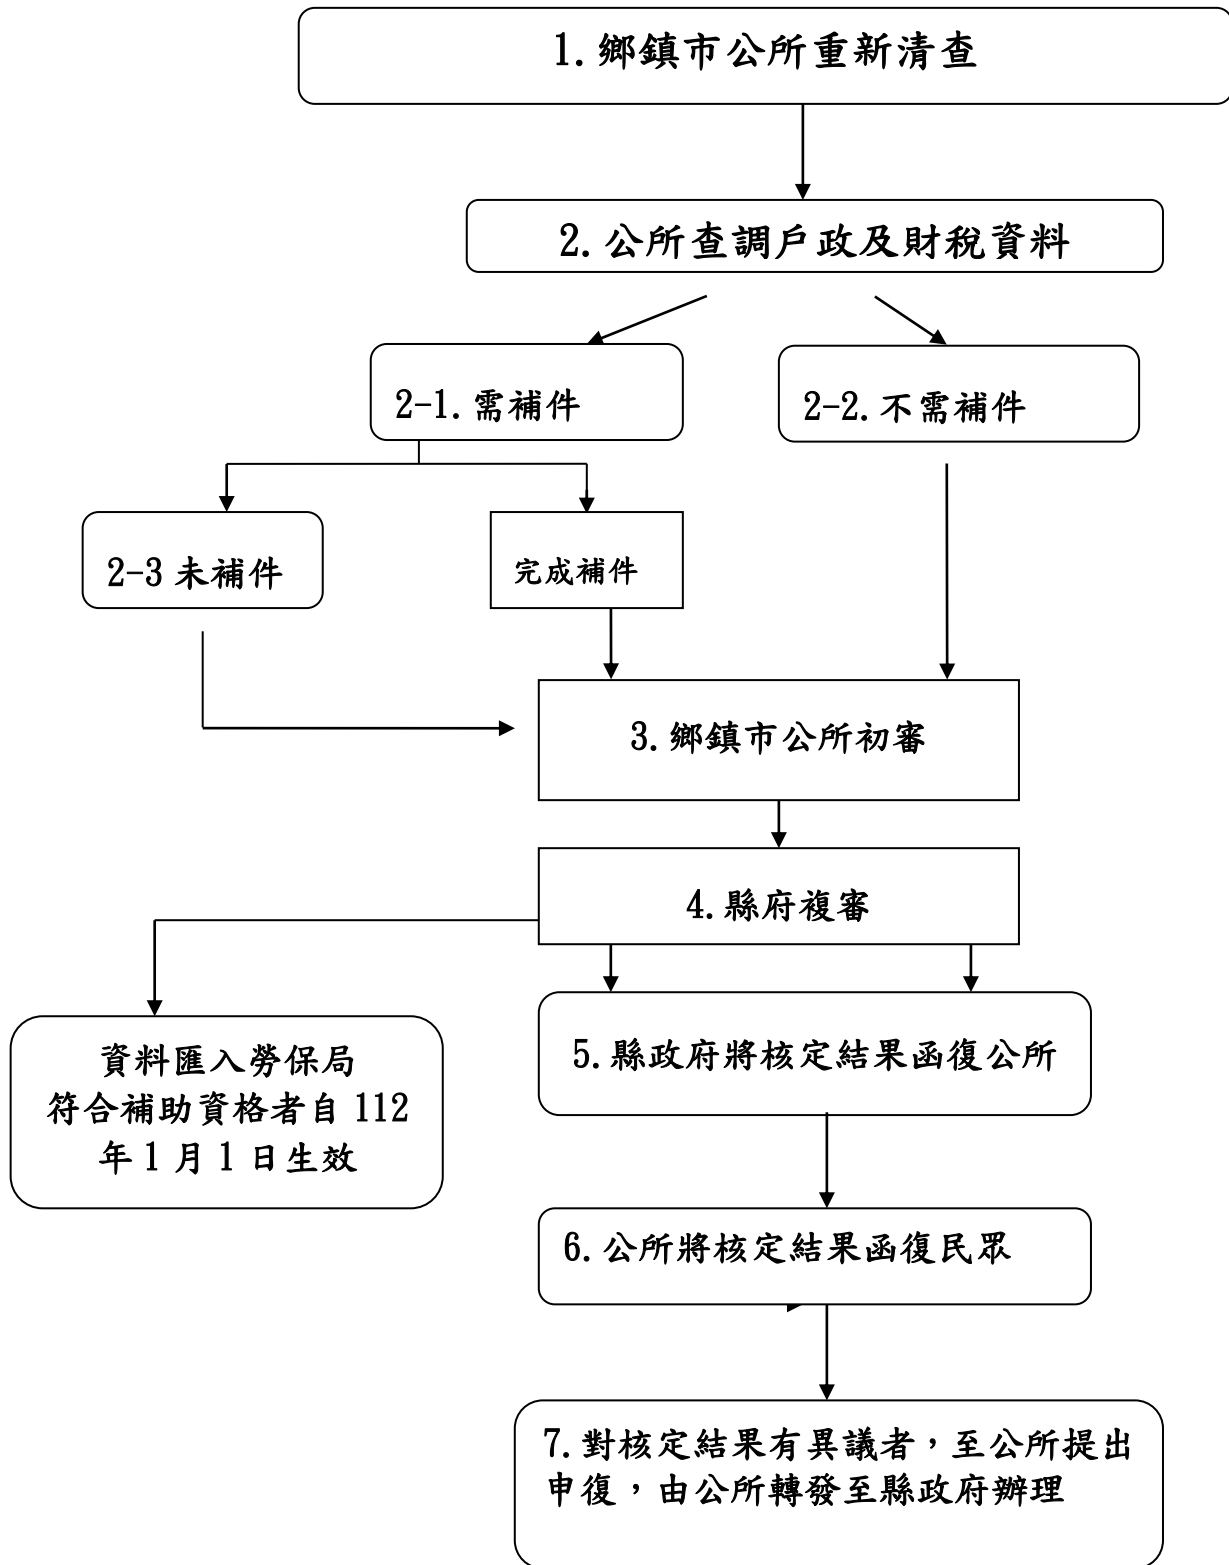 1.鄉鎮市公所重新清查
2.公所查調戶政及財稅資料
2-1.需補件
2-2.不需補件
2-3 未補件
完成補件
3.鄉鎮市公所初審
4.縣府複審
5.縣政府將核定結果函復公所
資料匯入勞保局
符合補助資格者自 112
年 1 月 1 日生效
6.公所將核定結果函復民眾
7.對核定結果有異議者，至公所提出
申復，由公所轉發至縣政府辦理